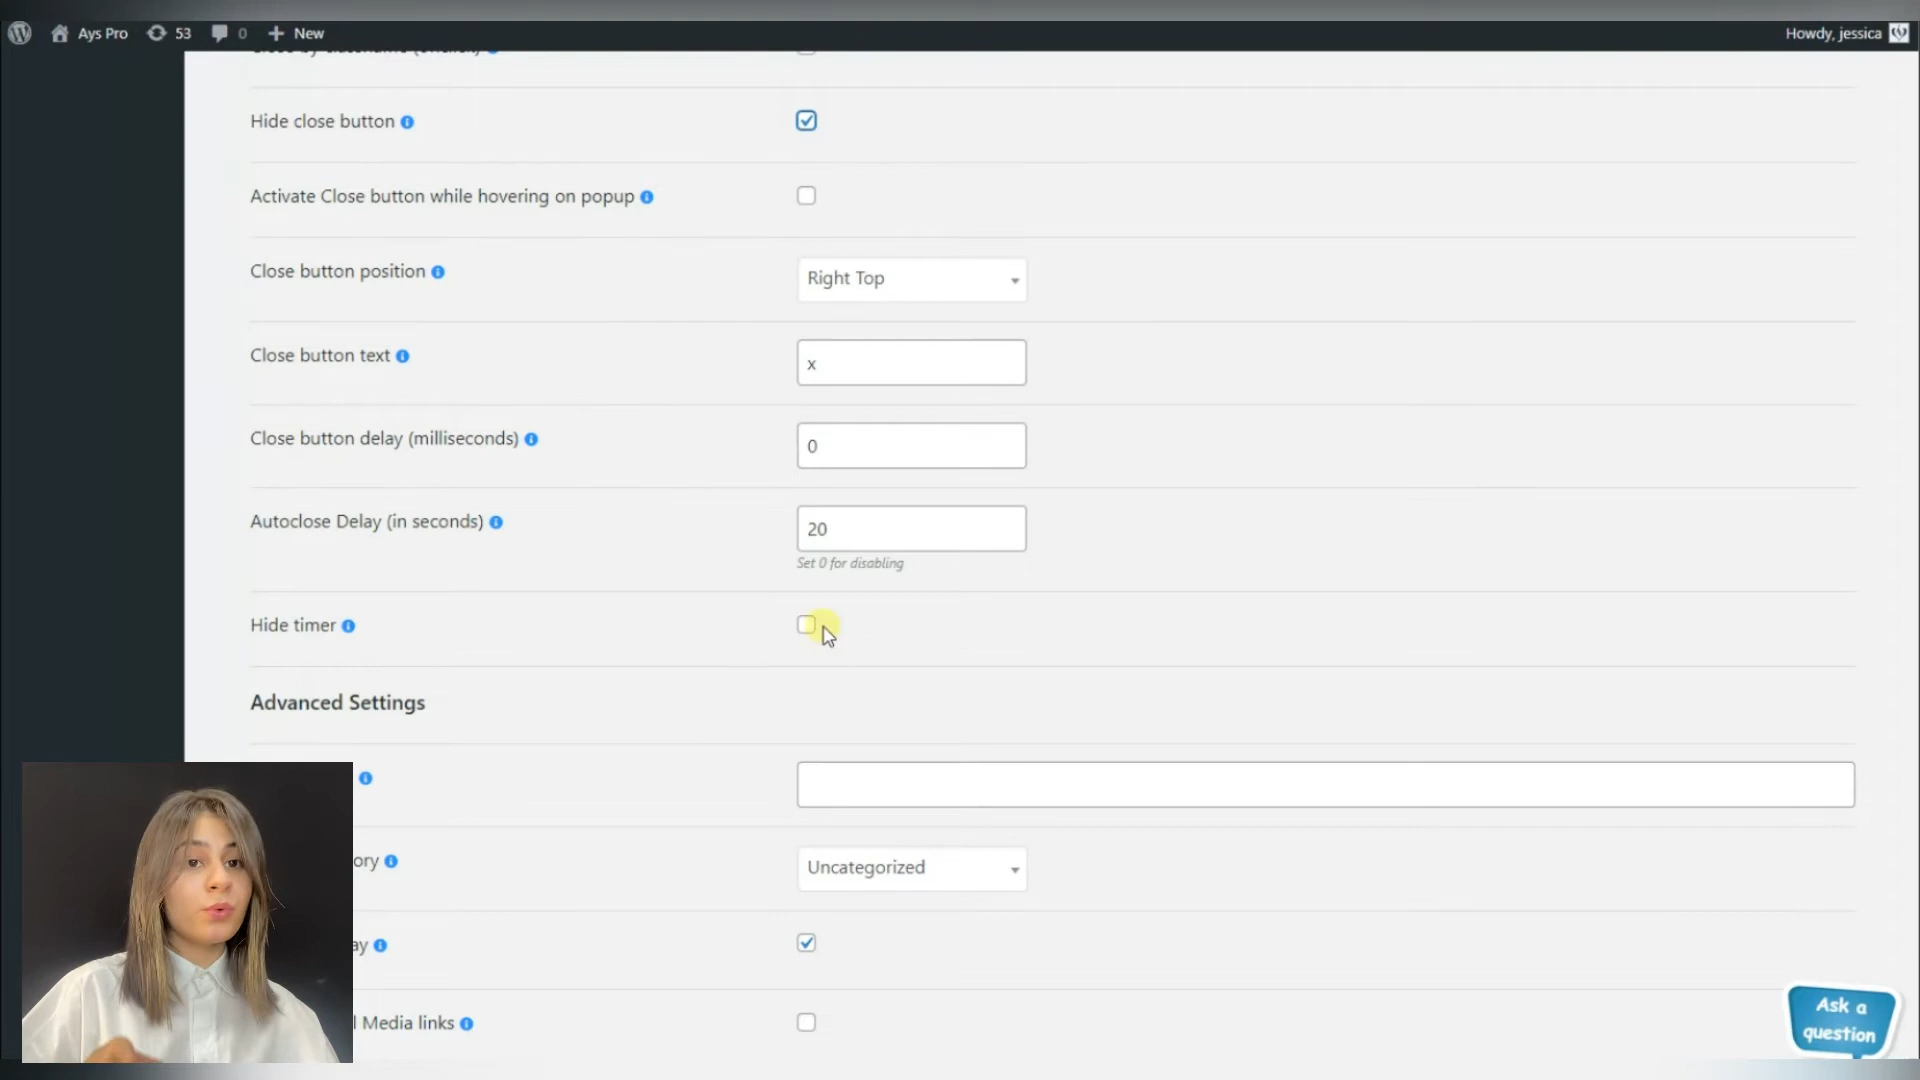 Ays Pro 53 0 New Howdy, jessica
Hide close button
Activate Close button while hovering on popup
Close button position Right Top
Close button text x
Close button delay (milliseconds) 0
Autoclose Delay (in seconds) 20
Set 0 for disabling
Hide timer
Advanced Settings
ory Uncategorized
ay
l Media links
Ask a
question